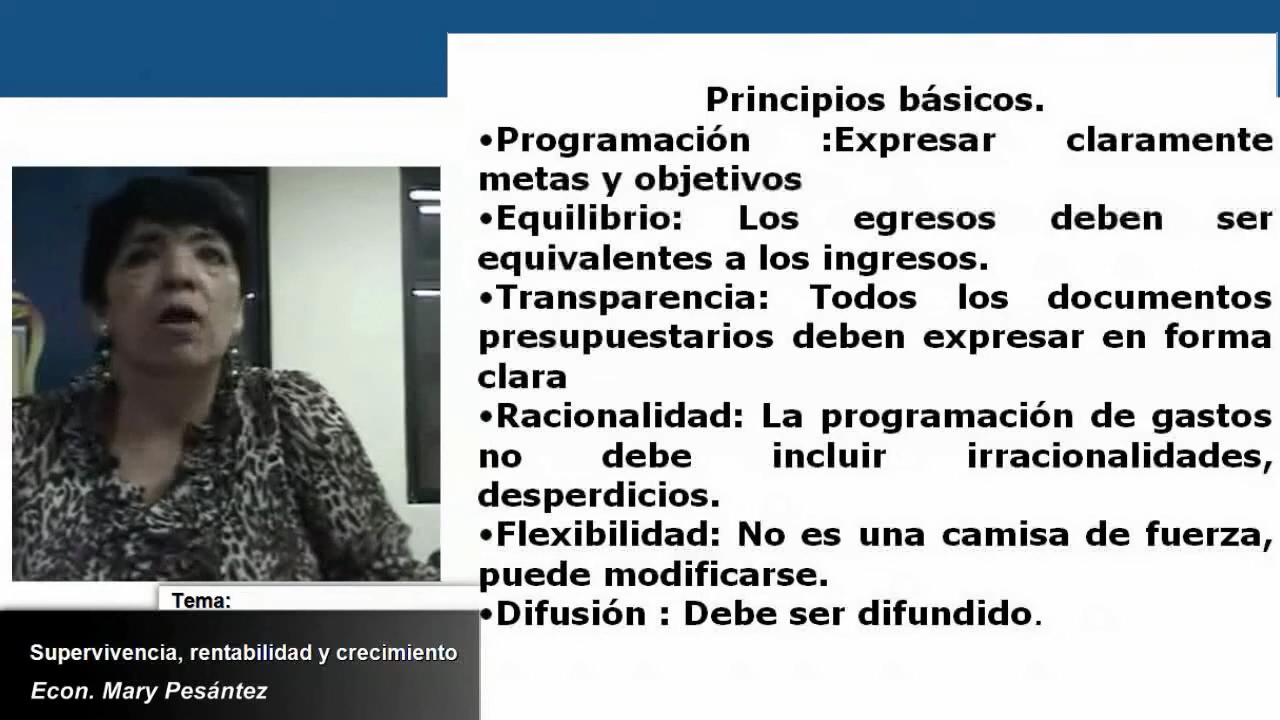 Principios básicos.
•Programación :Expresar claramente
metas y objetivos
•Equilibrio: Los egresos deben ser
equivalentes a los ingresos.
•Transparencia: Todos los documentos
presupuestarios deben expresar en forma
clara
•Racionalidad: La programación de gastos
no debe incluir irracionalidades,
desperdicios.
•Flexibilidad: No es una camisa de fuerza,
puede modificarse.
•Difusión : Debe ser difundido.
Tema:
Supervivencia, rentabilidad y crecimiento
Econ. Mary Pesántez